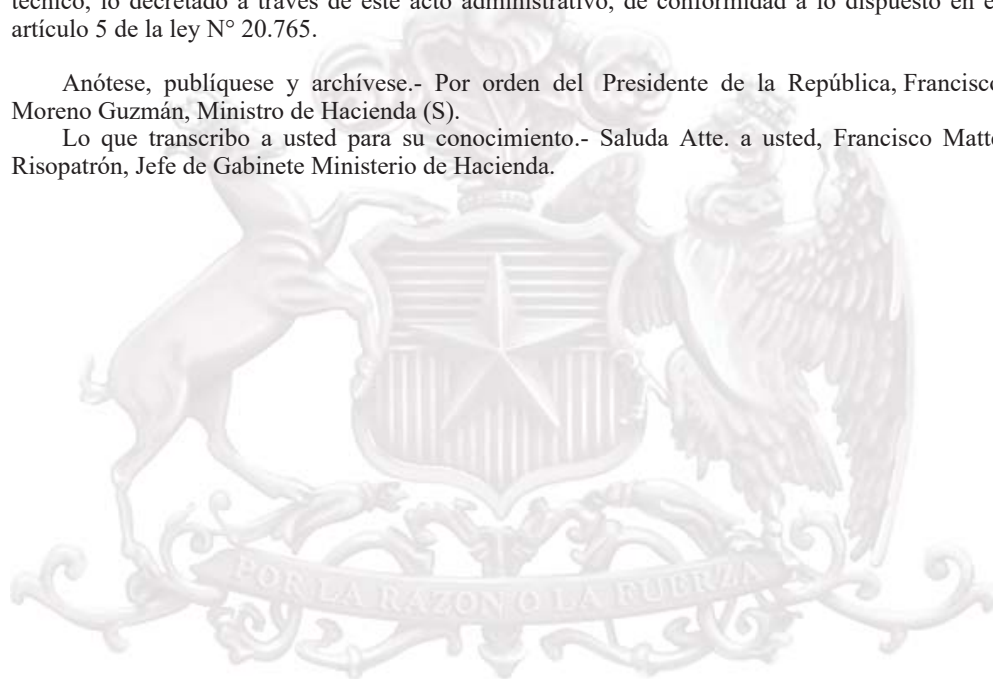 técnico, lo decretado a través de este acto administrativo, de conformidad a lo dispuesto en e
artículo 5 de la ley N° 20.765.
Anótese, publíquese y archívese.- Por orden del Presidente de la República, Francisco
Moreno Guzmán, Ministro de Hacienda (S).
Lo que transcribo a usted para su conocimiento.- Saluda Atte. a usted, Francisco Matte
Risopatrón, Jefe de Gabinete Ministerio de Hacienda.
POR LA RAZON O LA FUERZA